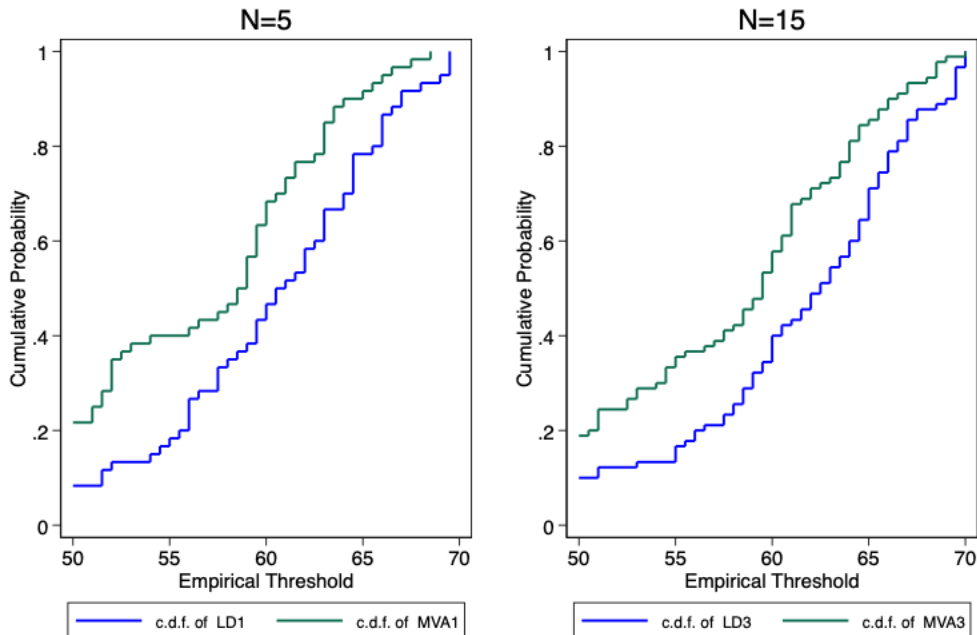 N=5
1
.8
.6
.4
.2
0
Cumulative Probability
50 55 60 65 70
Empirical Threshold
c.d.f. of LD1 c.d.f. of MVA1
N=15
1
.8
.6
.4
.2
0
Cumulative Probability
50 55 60 65 70
Empirical Threshold
c.d.f. of LD3 c.d.f. of MVA3